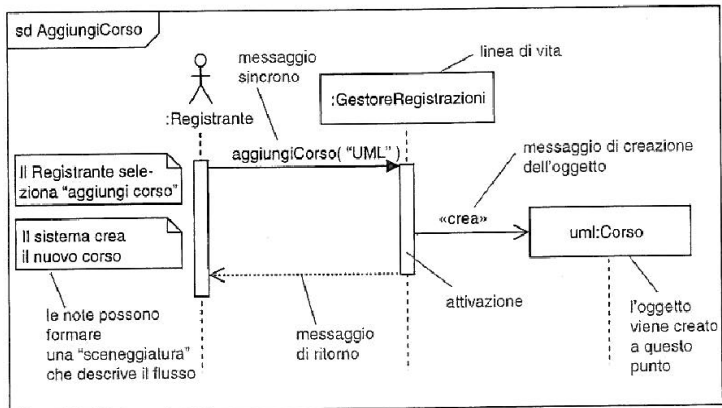 sd AggiungiCorso
messaggio
sincrono
linea di vita
:Registrante
:GestoreRegistrazioni
Il Registrante sele-
ziona "aggiungi corso"
aggiungiCorso( "UML" )
messaggio di creazione
dell'oggetto
Il sistema crea
il nuovo corso
«crea»
uml:Corso
le note possono
formare
una "sceneggiatura"
che descrive il flusso
messaggio
di ritorno
attivazione
l'oggetto
viene creato
a questo
punto